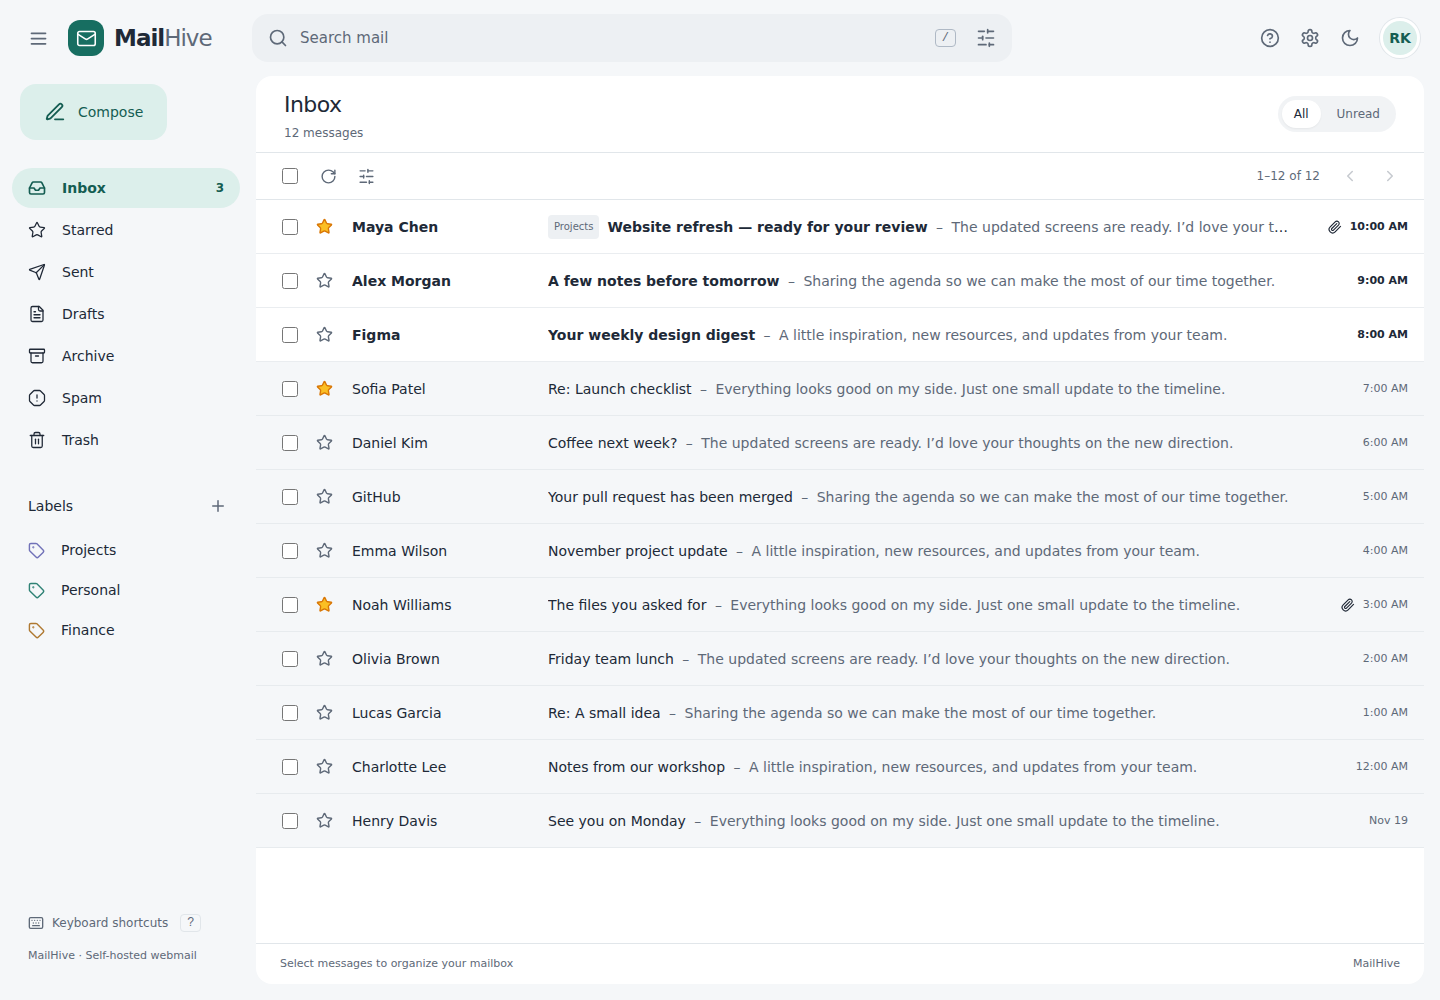 MailHive
Search mail
/
RK
Compose
Inbox
12 messages
All
Unread
Inbox 3
Starred
Sent
Drafts
Archive
Spam
Trash
Labels
Projects
Personal
Finance
Keyboard shortcuts ?
MailHive · Self-hosted webmail
1–12 of 12
Maya Chen Projects Website refresh — ready for your review – The updated screens are ready. I’d love your t... 10:00 AM
Alex Morgan A few notes before tomorrow – Sharing the agenda so we can make the most of our time together. 9:00 AM
Figma Your weekly design digest – A little inspiration, new resources, and updates from your team. 8:00 AM
Sofia Patel Re: Launch checklist – Everything looks good on my side. Just one small update to the timeline. 7:00 AM
Daniel Kim Coffee next week? – The updated screens are ready. I’d love your thoughts on the new direction. 6:00 AM
GitHub Your pull request has been merged – Sharing the agenda so we can make the most of our time together. 5:00 AM
Emma Wilson November project update – A little inspiration, new resources, and updates from your team. 4:00 AM
Noah Williams The files you asked for – Everything looks good on my side. Just one small update to the timeline. 3:00 AM
Olivia Brown Friday team lunch – The updated screens are ready. I’d love your thoughts on the new direction. 2:00 AM
Lucas Garcia Re: A small idea – Sharing the agenda so we can make the most of our time together. 1:00 AM
Charlotte Lee Notes from our workshop – A little inspiration, new resources, and updates from your team. 12:00 AM
Henry Davis See you on Monday – Everything looks good on my side. Just one small update to the timeline. Nov 19
Select messages to organize your mailbox
MailHive